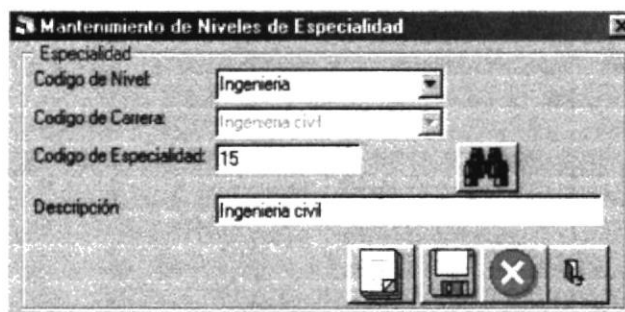 Mantenimiento de Niveles de Especialidad
Especialidad
Codigo de Nivel: Ingenieria
Codigo de Carrera: Ingenieria civil
Codigo de Especialidad: 15
Descripción Ingenieria civil